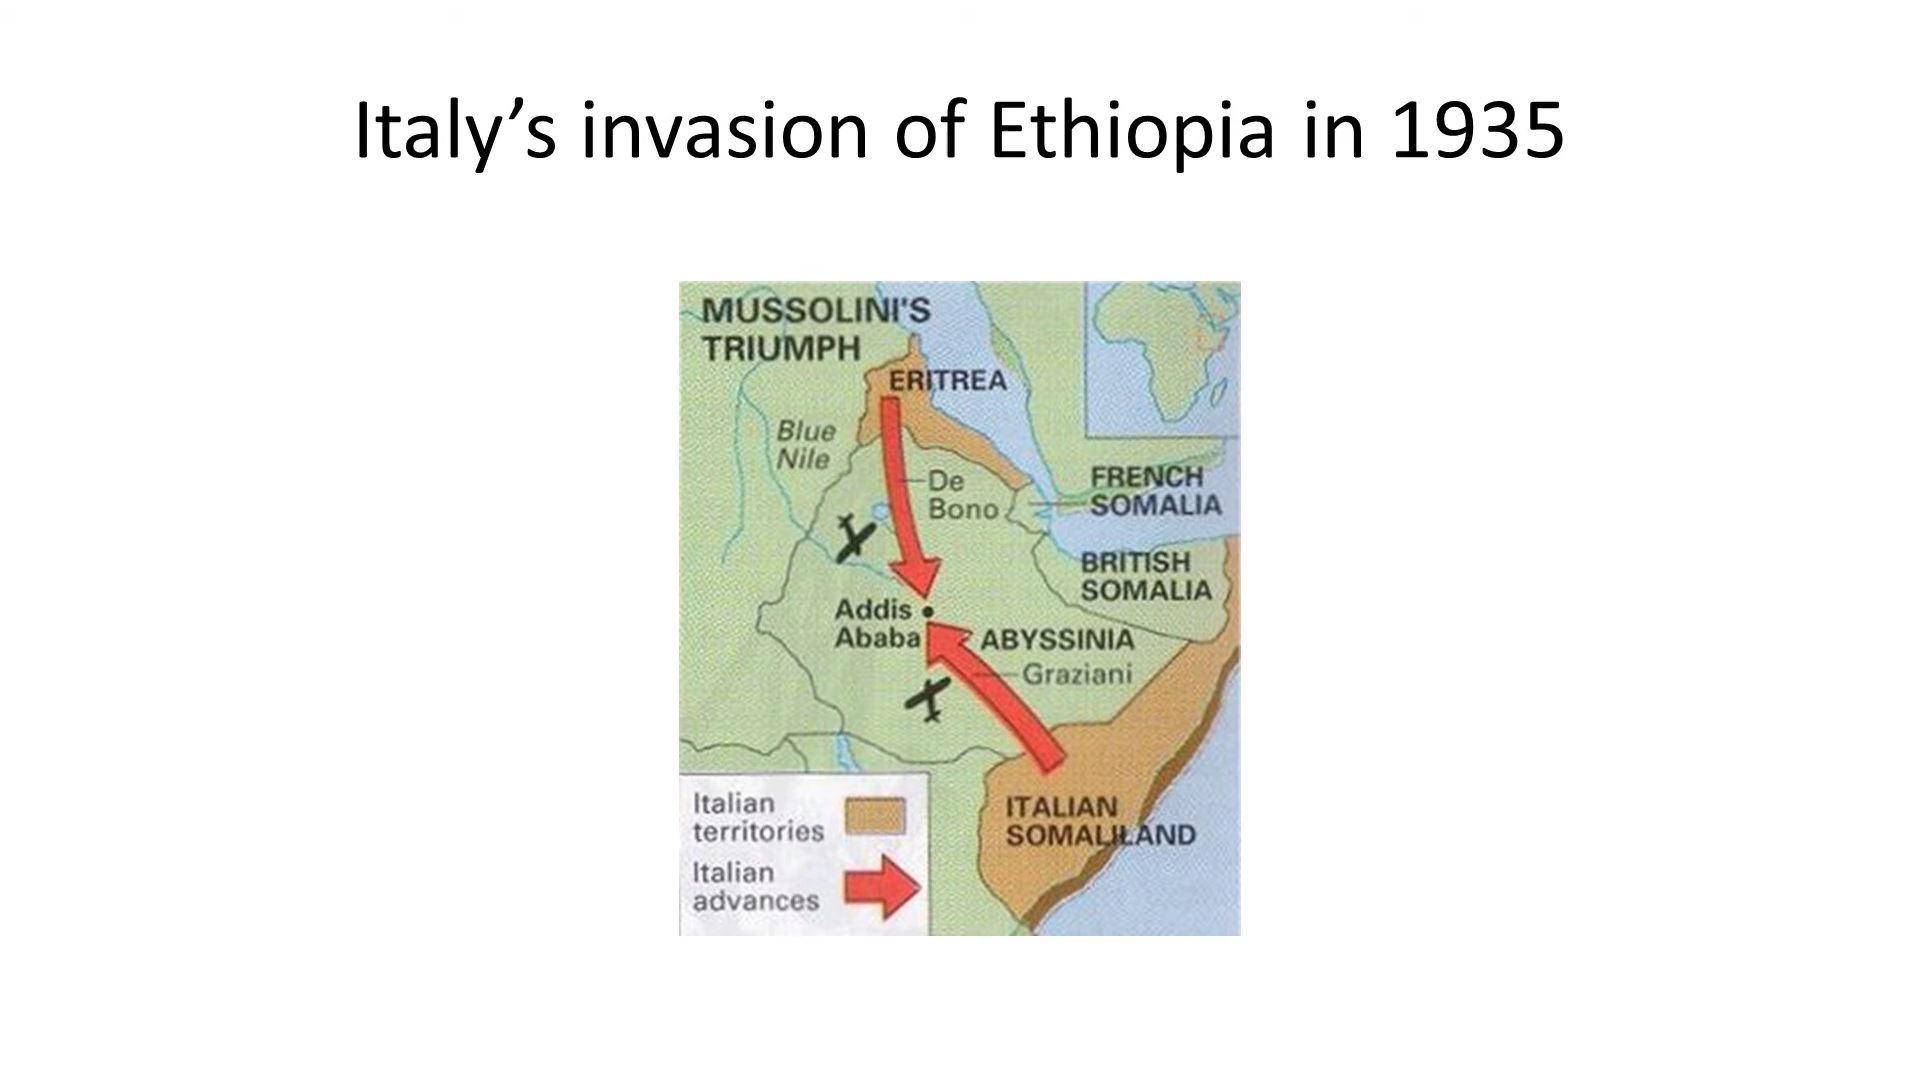 Italy’s invasion of Ethiopia in 1935
MUSSOLINI'S
TRIUMPH
ERITREA
Blue
Nile
De
Bono
FRENCH
SOMALIA
BRITISH
SOMALIA
Addis
Ababa
ABYSSINIA
Graziani
ITALIAN
SOMALILAND
Italian
territories
Italian
advances